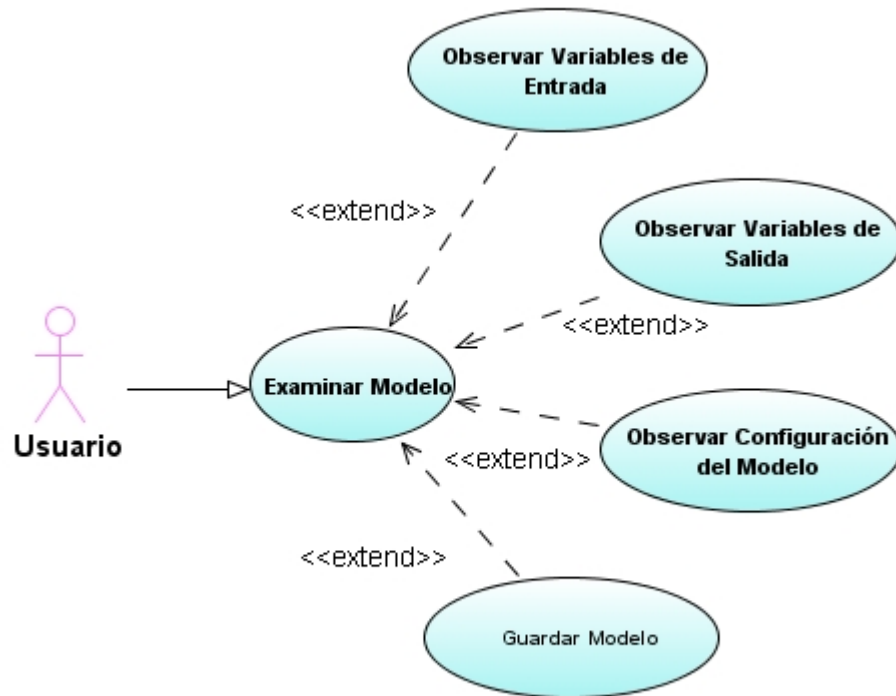 Observar Variables de
Entrada
<<extend>>
Observar Variables de
Salida
<<extend>>
Examinar Modelo
Usuario
Observar Configuración
del Modelo
<<extend>>
<<extend>>
Guardar Modelo